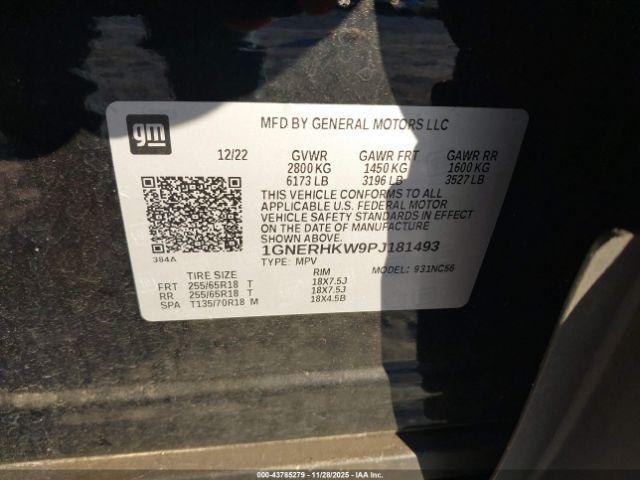 gm
MFD BY GENERAL MOTORS LLC
12/22 GVWR GAWR FRT GAWR RR
2800 KG 1450 KG 1600 KG
6173 LB 3196 LB 3527 LB
THIS VEHICLE CONFORMS TO ALL
APPLICABLE U.S. FEDERAL MOTOR
VEHICLE SAFETY STANDARDS IN EFFECT
ON THE DATE OF MANUFACTURE
SHOWN ABOVE.
384A 1GNERHKW9PJ181493
TYPE: MPV MODEL: 931NC56
TIRE SIZE RIM
FRT 255/65R18 T 18X7.5J
RR 255/65R18 T 18X7.5J
SPA T135/70R18 M 18X4.5B
000-43785279 - 11/28/2025 - IAAI.COM